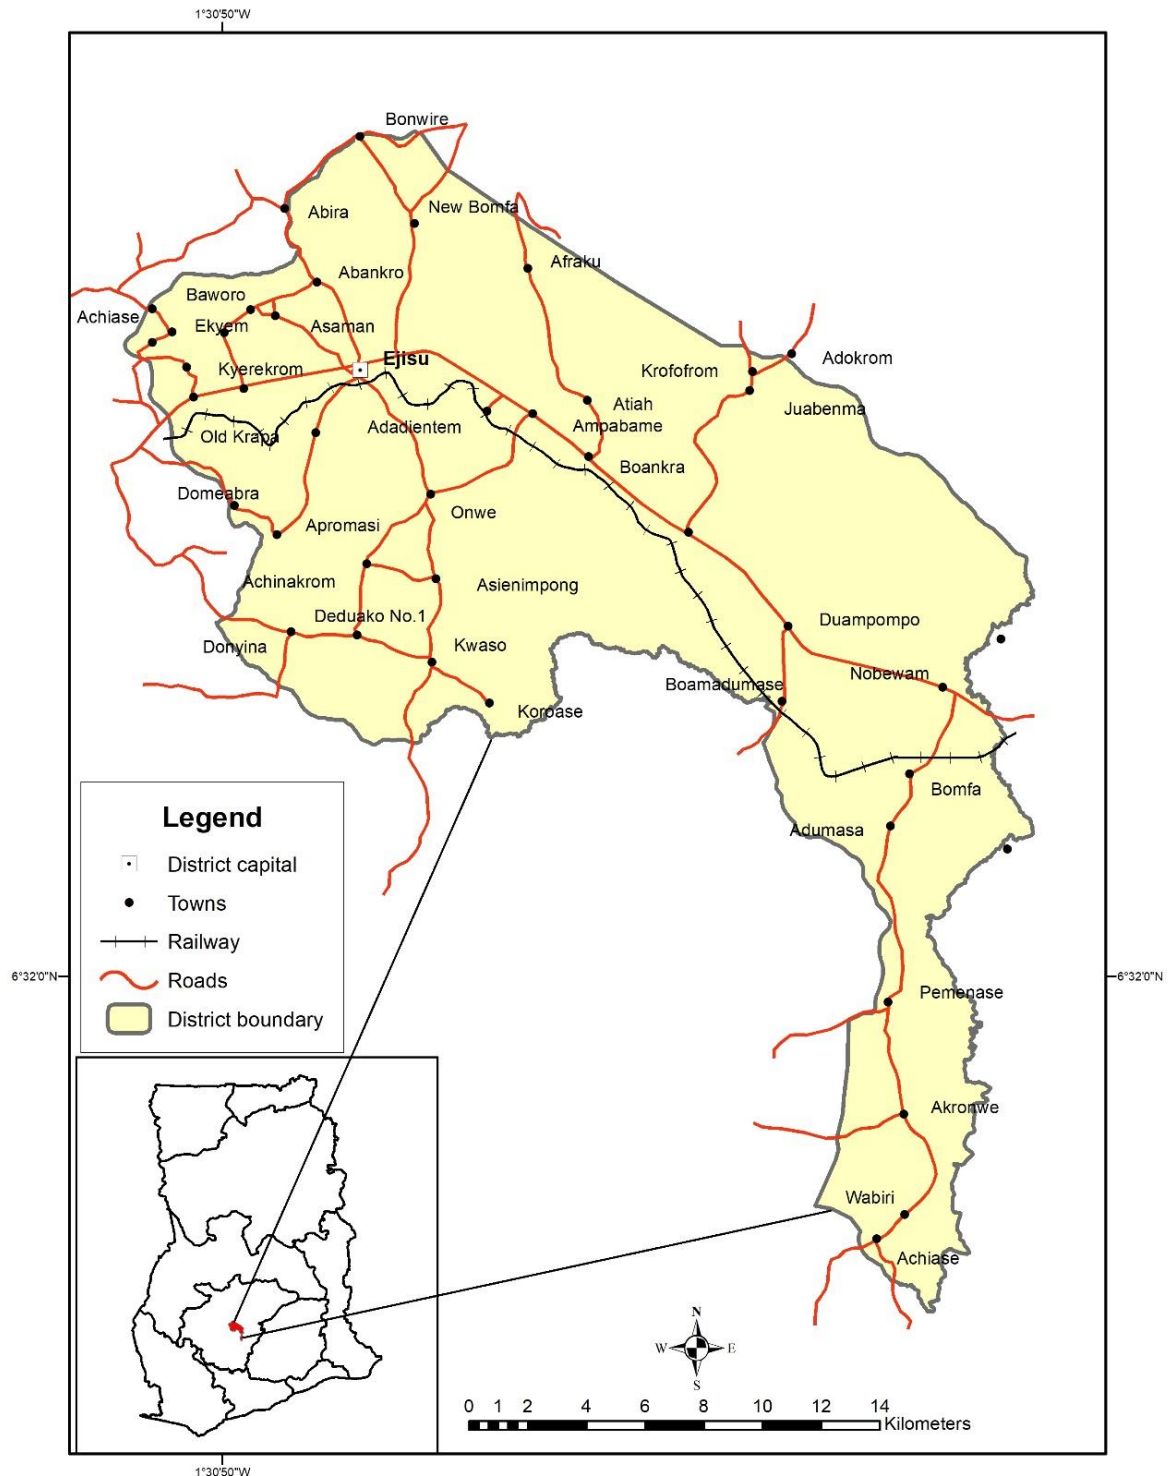 1°30'50"W
Bonwire
Abira
New Bomfa
Afraku
Abankro
Baworo
Achiase
Ekyem
Asaman
Ejisu
Adokrom
Kyerekrom
Krofofrom
Atiah
Juabenma
Old Krapa
Adadientem
Ampabame
Boankra
Domeabra
Onwe
Apromasi
Achinakrom
Asienimpong
Deduako No.1
Duampompo
Donyina
Kwaso
Nobewam
Boamadumase
Koroase
Bomfa
Adumasa
Legend
District capital
Towns
Railway
Roads
District boundary
6°32'0"N
6°32'0"N
Pemenase
Akronwe
Wabiri
Achiase
N
W
E
S
0 1 2 4 6 8 10 12 14
Kilometers
1°30'50"W